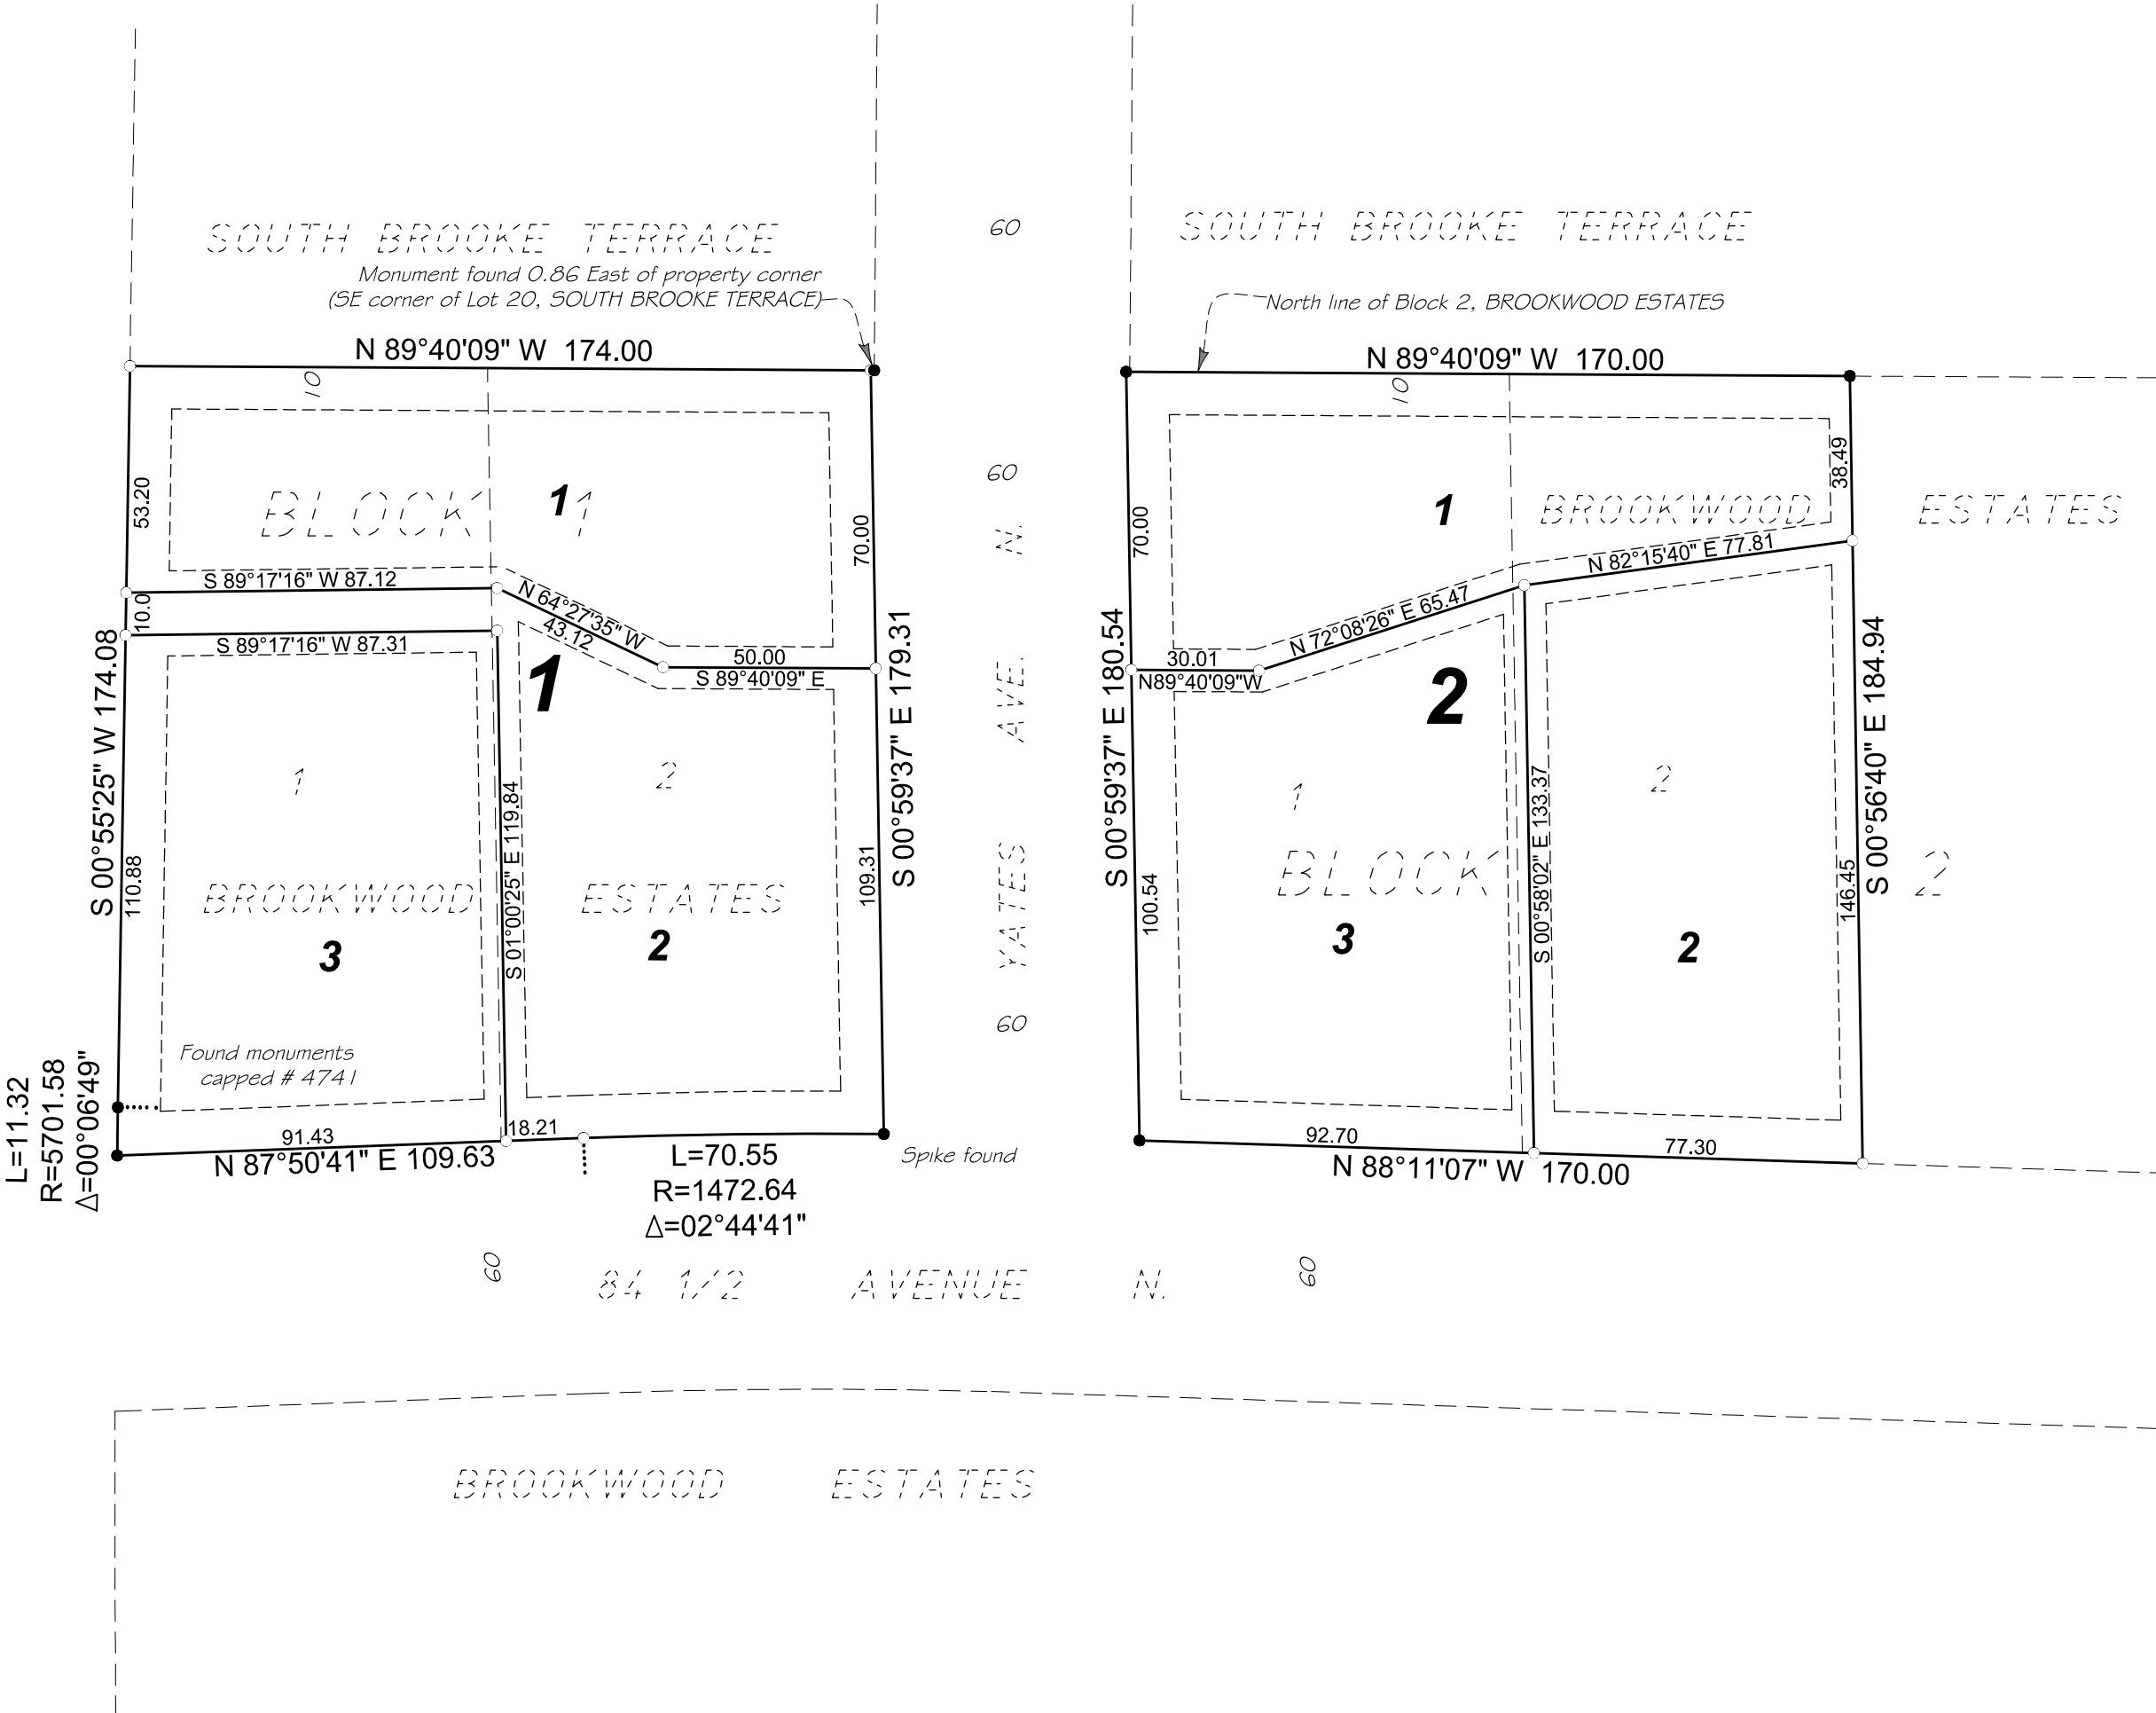 SOUTH BROOKE TERRACE
Monument found 0.86 East of property corner
(SE corner of Lot 20, SOUTH BROOKE TERRACE)
60
SOUTH BROOKE TERRACE
North line of Block 2, BROOKWOOD ESTATES
N 89°40'09" W 174.00
10
N 89°40'09" W 170.00
10
53.20
BLOCK 1
1
70.00
60
YATES AVE. N.
60
70.00
1
BROOKWOOD ESTATES
38.49
S 89°17'16" W 87.12
10.0
S 89°17'16" W 87.31
N 64°27'35" W
43.12
50.00
S 89°40'09" E
30.01
N89°40'09"W
N 72°08'26" E 65.47
N 82°15'40" E 77.81
1
2
S 00°55'25" W 174.08
110.88
1
2
BROOKWOOD ESTATES
3
2
S 01°00'25" E 119.84
109.31
S 00°59'37" E 179.31
S 00°59'37" E 180.54
100.54
1
BLOCK 2
3
S 00°58'02" E 133.37
2
2
146.45
S 00°56'40" E 184.94
Found monuments
capped # 4741
L=11.32
R=5701.58
Δ=00°06'49"
91.43
18.21
N 87°50'41" E 109.63
L=70.55
R=1472.64
Δ=02°44'41"
Spike found
92.70
77.30
N 88°11'07" W 170.00
60
84 1/2 AVENUE N.
60
BROOKWOOD ESTATES